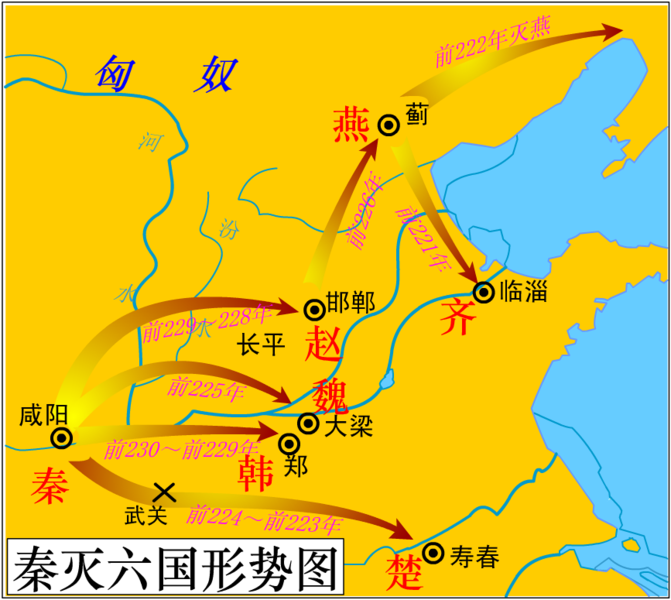 前222年灭燕
匈 奴
燕
蓟
河
前226年
前221年
汾
水
临淄
齐
前229～228年
水
邯郸
赵
长平
前225年
魏
大梁
咸阳
前230～前229年
韩
郑
秦
武关
前224～前223年
楚
寿春
秦灭六国形势图